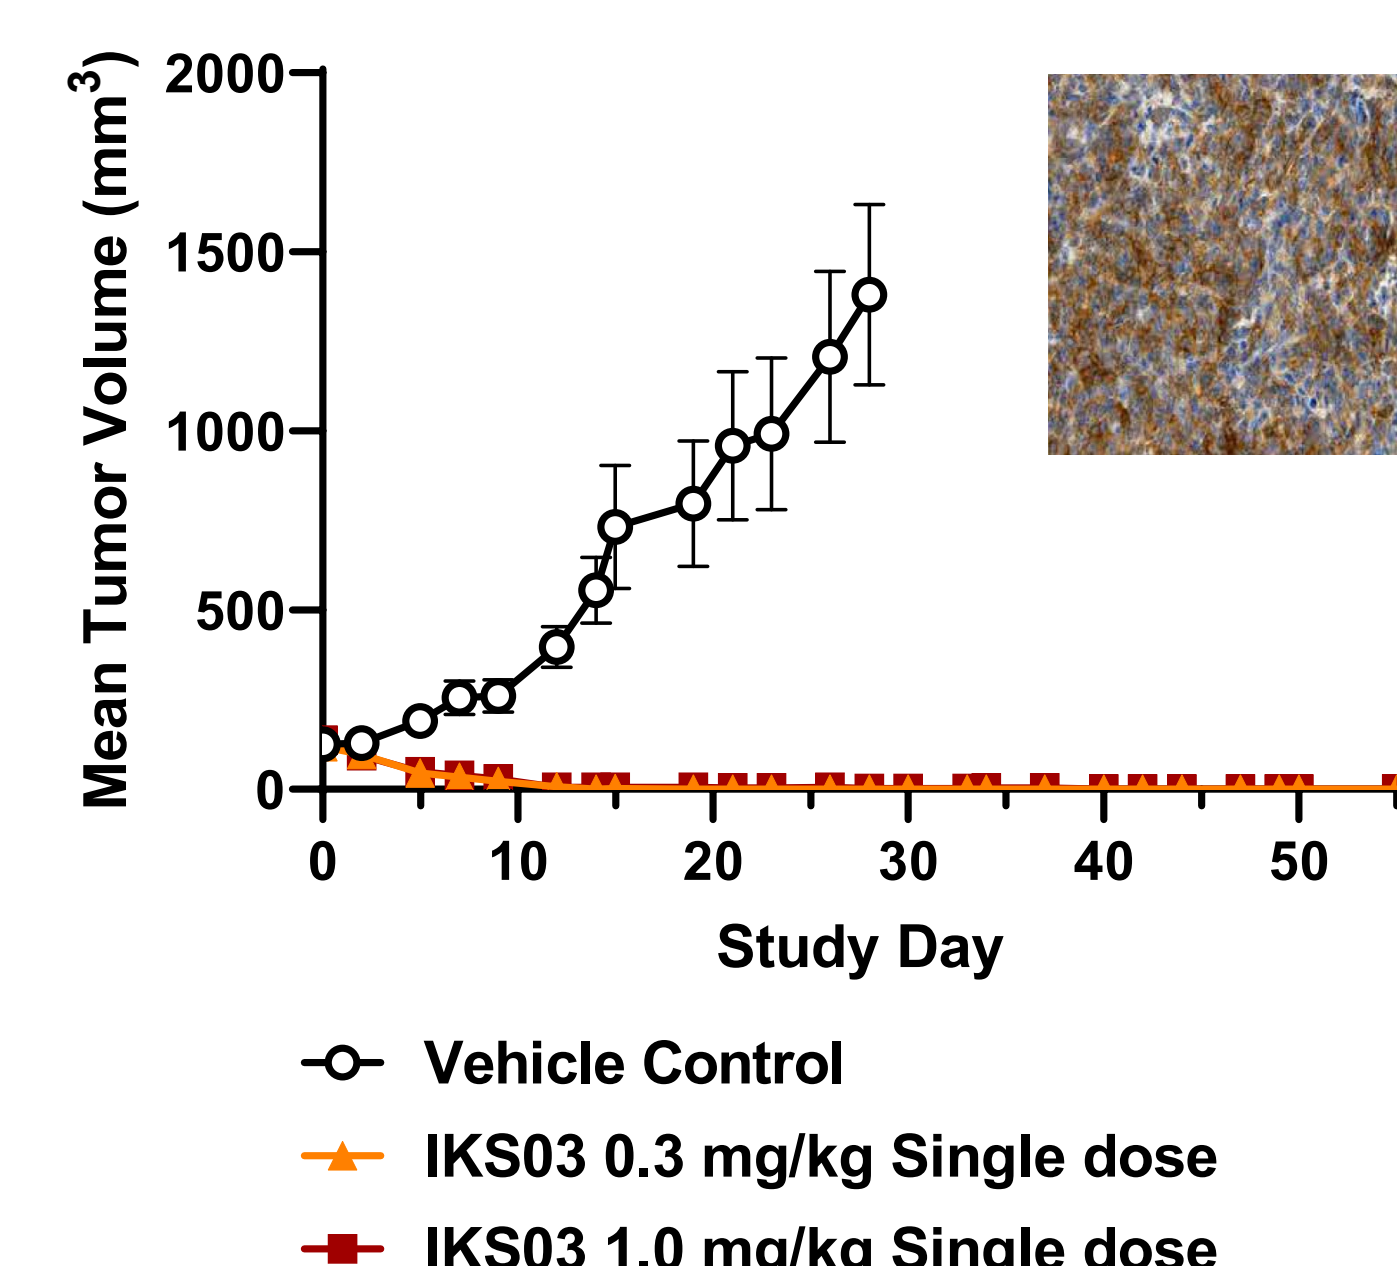 Mean Tumor Volume (mm³)
2000
1500
1000
500
0
0 10 20 30 40 50
Study Day
Vehicle Control
IKS03 0.3 mg/kg Single dose
IKS03 1.0 mg/kg Single dose